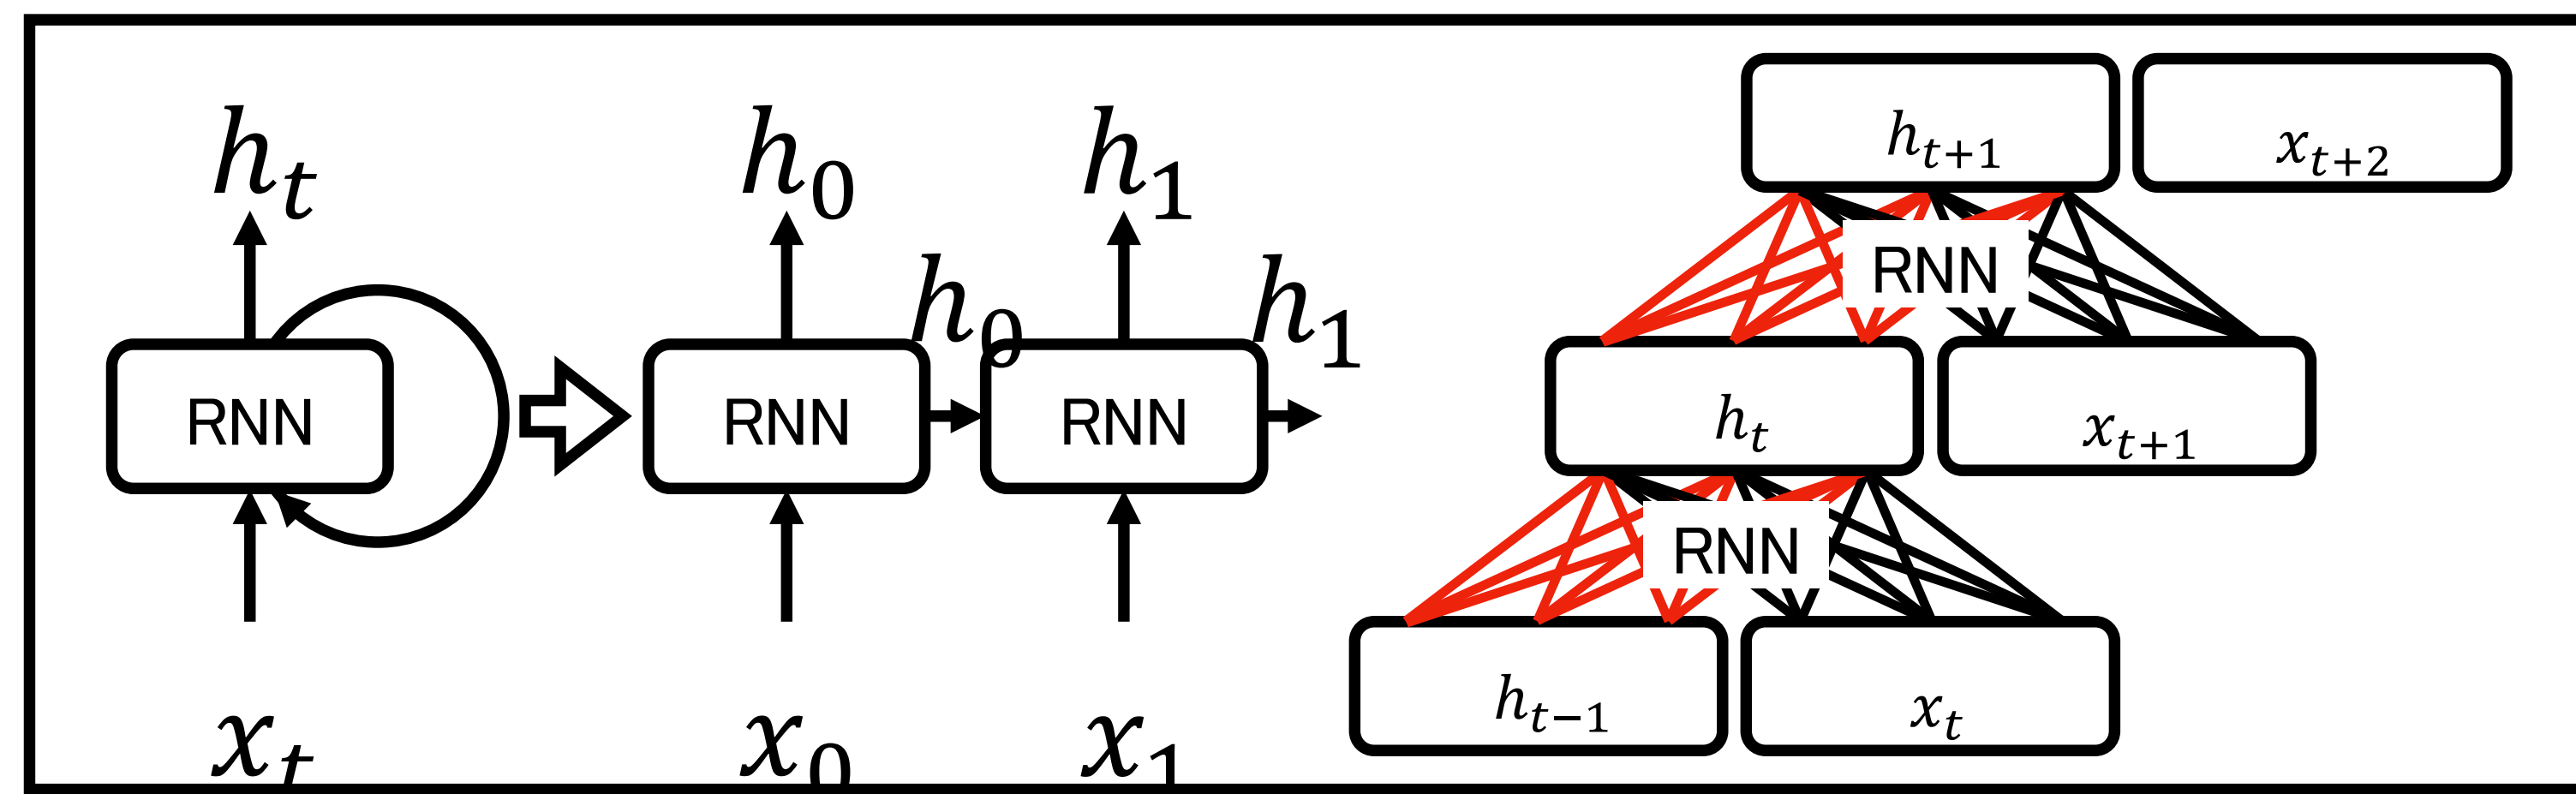 h_t h_0 h_1
h_0 h_1
RNN RNN RNN
x_t x_0 x_1
h_{t+1} x_{t+2}
RNN
h_t x_{t+1}
RNN
h_{t−1} x_t